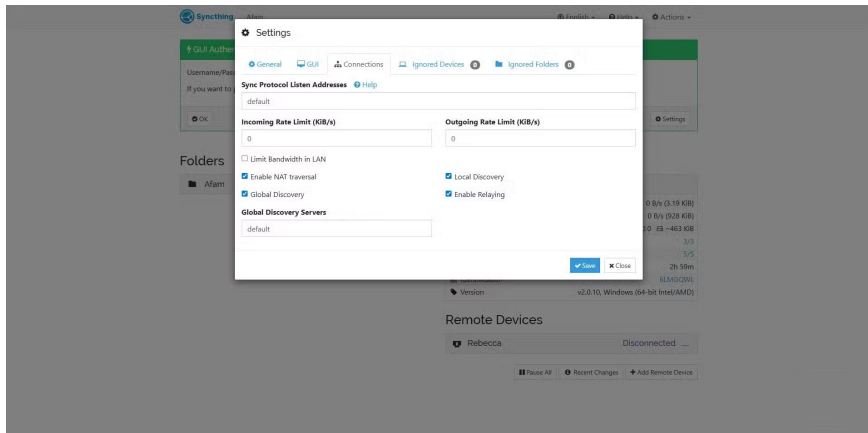 Syncthing Afam English Help Actions
Settings
GUI Authen
General GUI Connections Ignored Devices 0 Ignored Folders 0
Username/Pass
Sync Protocol Listen Addresses Help
If you want to
default
Incoming Rate Limit (KiB/s) Outgoing Rate Limit (KiB/s)
OK 0 0 Settings
Limit Bandwidth in LAN
Folders
Enable NAT traversal Local Discovery
Afam
Global Discovery Enable Relaying
0 B/s (3.19 KiB)
Global Discovery Servers
0 B/s (928 KiB)
default
~463 KiB
3/3
5/5
Save Close
2h 59m
6LMGQWL
Version v2.0.10, Windows (64-bit Intel/AMD)
Remote Devices
Rebecca Disconnected
Pause All Recent Changes Add Remote Device